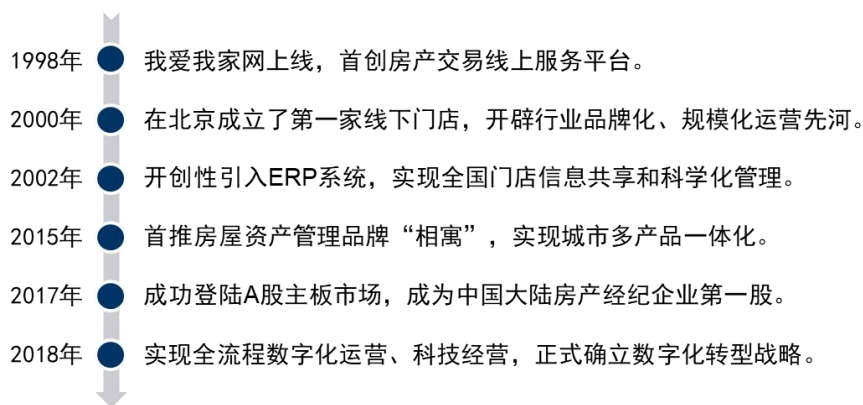 1998年 我爱我家网上线，首创房产交易线上服务平台。
2000年 在北京成立了第一家线下门店，开辟行业品牌化、规模化运营先河。
2002年 开创性引入ERP系统，实现全国门店信息共享和科学化管理。
2015年 首推房屋资产管理品牌“相寓”，实现城市多产品一体化。
2017年 成功登陆A股主板市场，成为中国大陆房产经纪企业第一股。
2018年 实现全流程数字化运营、科技经营，正式确立数字化转型战略。